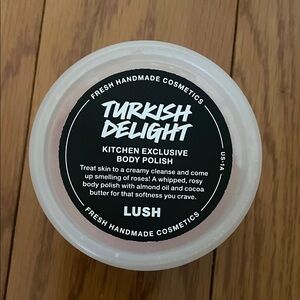 FRESH HANDMADE COSMETICS
TURKISH
DELIGHT
KITCHEN EXCLUSIVE
BODY POLISH
Treat skin to a creamy cleanse and come
up smelling of roses! A whipped, rosy
body polish with almond oil and cocoa
butter for that softness you crave.
LUSH
US-1A
FRESH HANDMADE COSMETICS